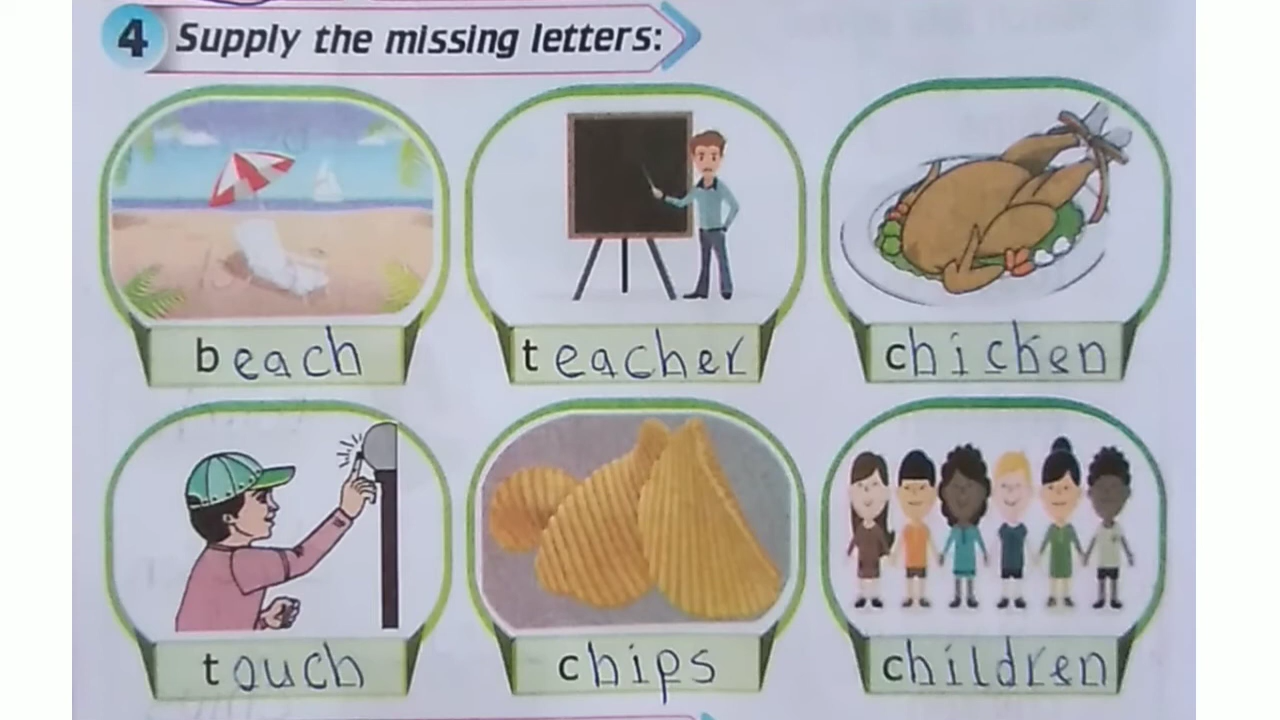 4 Supply the missing letters:
beach teacher chicken
touch chips children